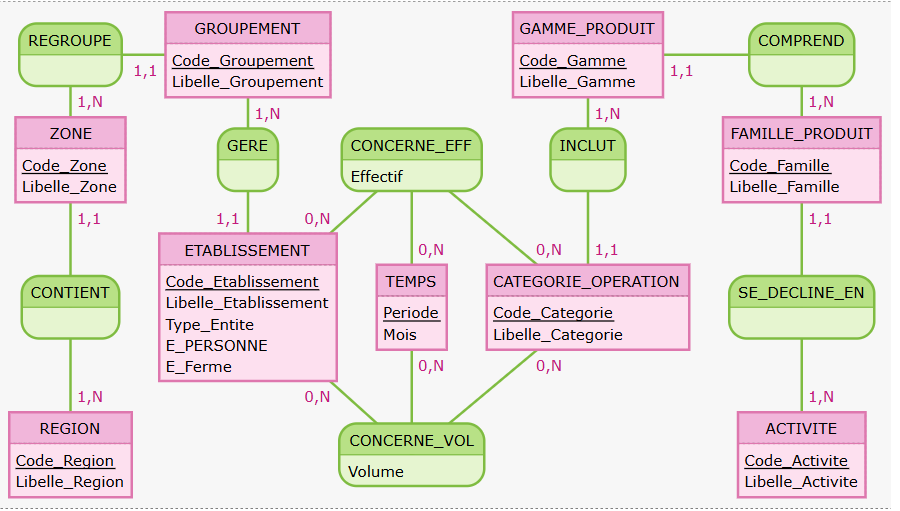 REGROUPE
GROUPEMENT
Code_Groupement
Libelle_Groupement
GAMME_PRODUIT
Code_Gamme
Libelle_Gamme
COMPREND
1,1
1,1
1,N
1,N
1,N
1,N
ZONE
Code_Zone
Libelle_Zone
GERE
CONCERNE_EFF
Effectif
INCLUT
FAMILLE_PRODUIT
Code_Famille
Libelle_Famille
1,1
1,1
0,N
0,N
0,N
1,1
1,1
CONTIENT
ETABLISSEMENT
Code_Etablissement
Libelle_Etablissement
Type_Entite
E_PERSONNE
E_Ferme
TEMPS
Periode
Mois
CATEGORIE_OPERATION
Code_Categorie
Libelle_Categorie
SE_DECLINE_EN
1,N
0,N
0,N
0,N
1,N
REGION
Code_Region
Libelle_Region
CONCERNE_VOL
Volume
ACTIVITE
Code_Activite
Libelle_Activite